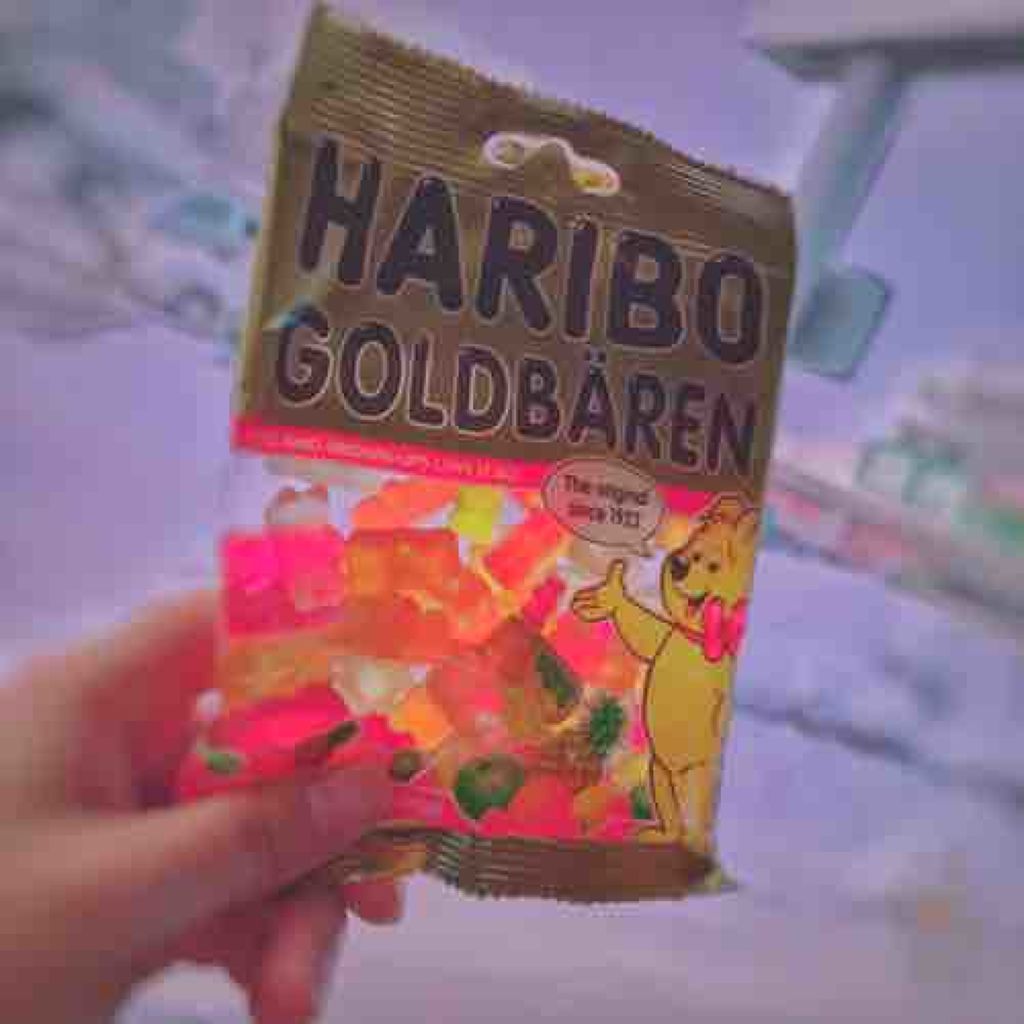 HARIBO
GOLDBÄREN
The original
since 1922